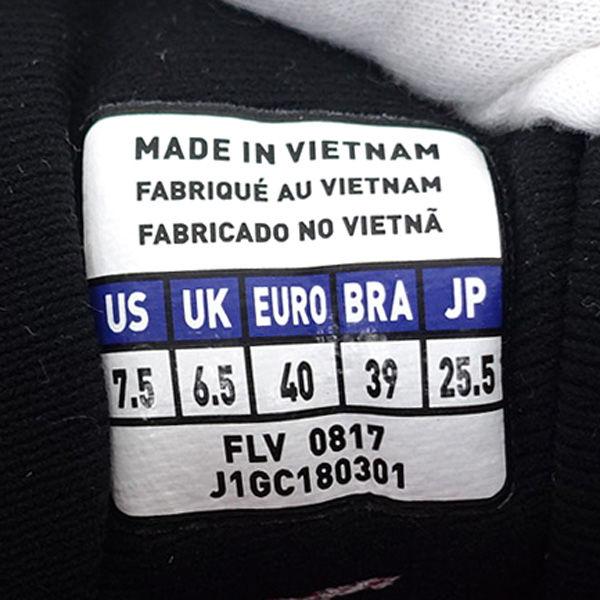 MADE IN VIETNAM
FABRIQUÉ AU VIETNAM
FABRICADO NO VIETNÃ
US UK EURO BRA JP
7.5 6.5 40 39 25.5
FLV 0817
J1GC180301